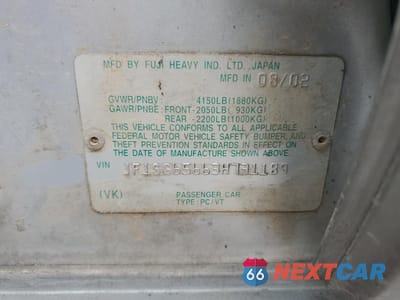 MFD BY FUJI HEAVY IND. LTD., JAPAN
MFD IN 08/02
GVWR/PNBV 4150LB(1880KG)
GAWR/PNBE FRONT-2050LB( 930KG)
REAR -2200LB(1000KG)
THIS VEHICLE CONFORMS TO ALL APPLICABLE
FEDERAL MOTOR VEHICLE SAFETY, BUMPER, AND
THEFT PREVENTION STANDARDS IN EFFECT ON
THE DATE OF MANUFACTURE SHOWN ABOVE.
VIN
(VK)
PASSENGER CAR
TYPE: PC/VT
66 NEXTCAR